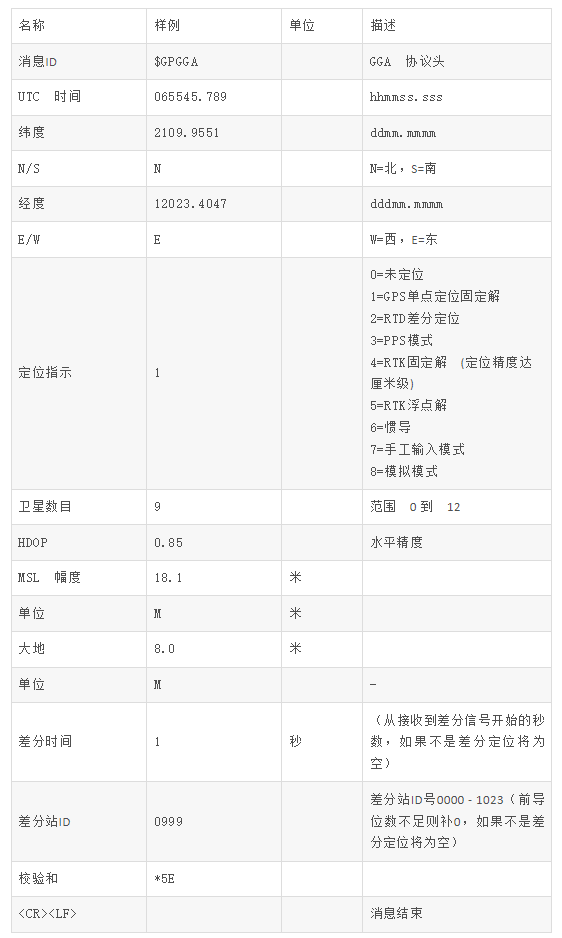 名称 样例 单位 描述
消息ID $GPGGA GGA 协议头
UTC 时间 065545.789 hhmmss.sss
纬度 2109.9551 ddmm.mmmm
N/S N N=北，S=南
经度 12023.4047 dddmm.mmmm
E/W E W=西，E=东
定位指示 1
0=未定位
1=GPS单点定位固定解
2=RTD差分定位
3=PPS模式
4=RTK固定解 (定位精度达
厘米级)
5=RTK浮点解
6=惯导
7=手工输入模式
8=模拟模式
卫星数目 9 范围 0 到 12
HDOP 0.85 水平精度
MSL 幅度 18.1 米
单位 M 米
大地 8.0 米
单位 M –
差分时间 1 秒
（从接收到差分信号开始的秒
数，如果不是差分定位将为
空）
差分站ID 0999
差分站ID号0000 - 1023（前导
位数不足则补0，如果不是差
分定位将为空）
校验和 *5E
<CR><LF> 消息结束